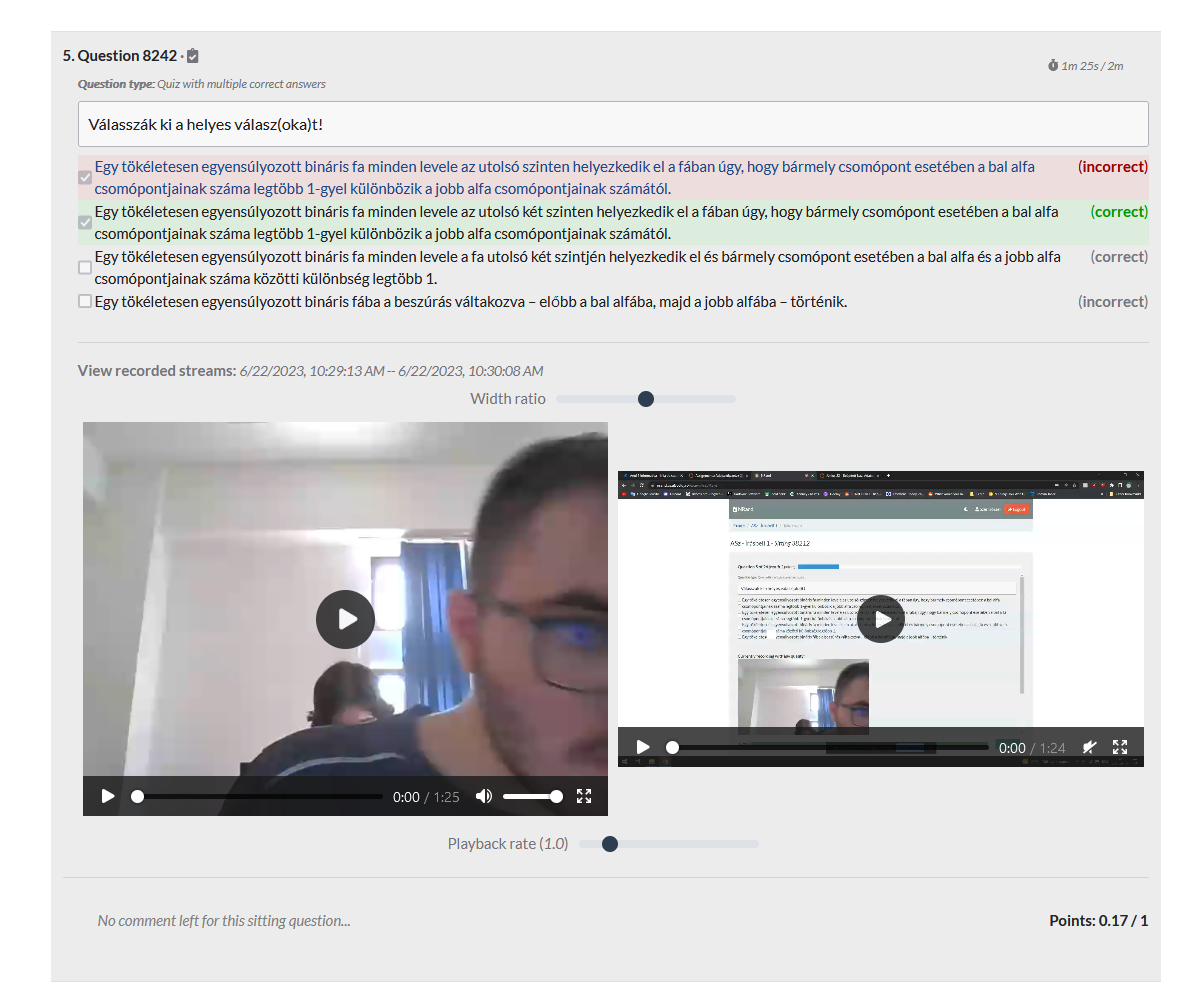 5. Question 8242 ·
1m 25s / 2m
Question type: Quiz with multiple correct answers
Válasszák ki a helyes válasz(oka)t!
Egy tökéletesen egyensúlyozott bináris fa minden levele az utolsó szinten helyezkedik el a fában úgy, hogy bármely csomópont esetében a bal alfa (incorrect)
csomópontjainak száma legtöbb 1-gyel különbözik a jobb alfa csomópontjainak számától.
Egy tökéletesen egyensúlyozott bináris fa minden levele az utolsó két szinten helyezkedik el a fában úgy, hogy bármely csomópont esetében a bal alfa (correct)
csomópontjainak száma legtöbb 1-gyel különbözik a jobb alfa csomópontjainak számától.
Egy tökéletesen egyensúlyozott bináris fa minden levele a fa utolsó két szintjén helyezkedik el és bármely csomópont esetében a bal alfa és a jobb alfa (correct)
csomópontjainak száma közötti különbség legtöbb 1.
Egy tökéletesen egyensúlyozott bináris fába a beszúrás váltakozva – előbb a bal alfába, majd a jobb alfába – történik. (incorrect)
View recorded streams: 6/22/2023, 10:29:13 AM -- 6/22/2023, 10:30:08 AM
Width ratio
0:00 / 1:25
0:00 / 1:24
Playback rate (1.0)
No comment left for this sitting question...
Points: 0.17 / 1